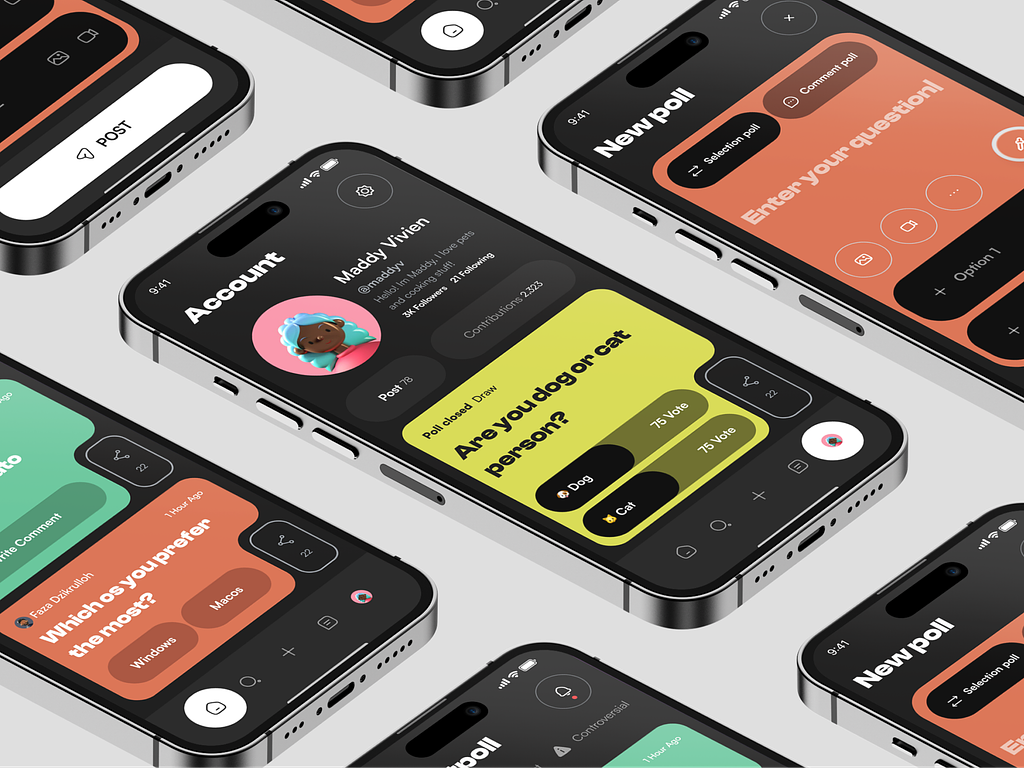 POST
9:41
New poll
Selection poll
Comment poll
Enter your question
Option 1
9:41
Account
Maddy Vivien
@maddyv
Hello! Im Maddy, I love pets
and cooking stuff!
3K Followers 21 Following
Post 78
Contributions 2,323
Poll closed Draw
Are you dog or cat
person?
Dog
75 Vote
Cat
75 Vote
22
Ago
Comment
22
Faza Dzikrulloh
1 Hour Ago
Which os you prefer
the most?
Windows
Macos
22
Controversial
1 Hour Ago
9:41
New poll
Selection poll